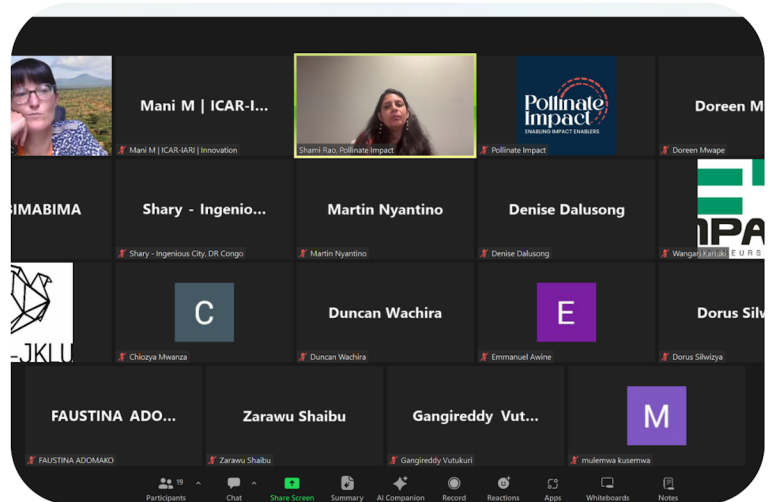 Mani M | ICAR-I...
Mani M | ICAR-IARI | Innovation
Shami Rao, Pollinate Impact
Pollinate
Impact
ENABLING IMPACT ENABLERS
Pollinate Impact
Doreen M
Doreen Mwape
IMABIMA
Shary - Ingenio...
Shary - Ingenious City, DR Congo
Martin Nyantino
Martin Nyantino
Denise Dalusong
Denise Dalusong
MPA
EURS
Wangari Kariuki
-JKLU
C
Chiozya Mwanza
Duncan Wachira
Duncan Wachira
E
Emmanuel Awine
Dorus Silw
Dorus Silwizya
FAUSTINA ADO...
FAUSTINA ADOMAKO
Zarawu Shaibu
Zarawu Shaibu
Gangireddy Vut...
Gangireddy Vutukuri
M
mulemwa kusemwa
19
Participants
Chat
Share Screen
Summary
AI Companion
Record
Reactions
Apps
Whiteboards
Notes